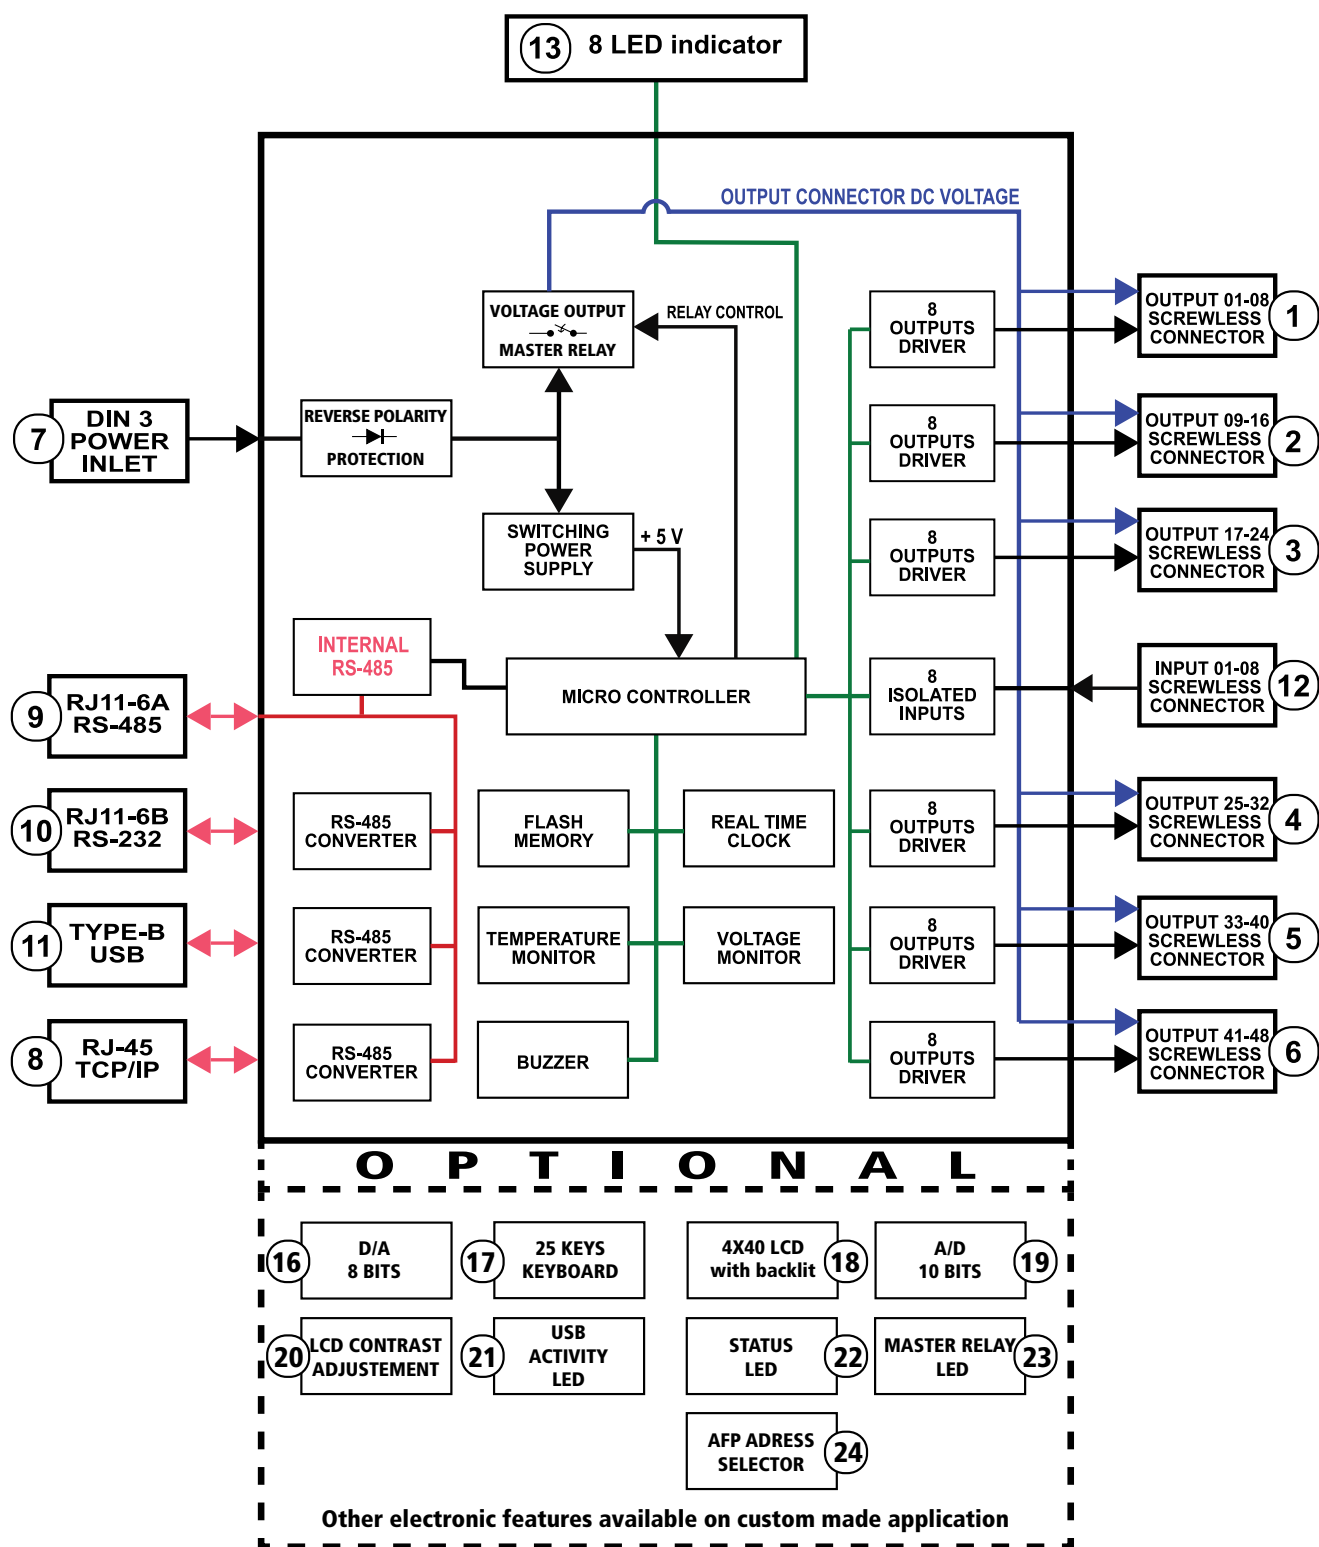 13
8 LED indicator
OUTPUT CONNECTOR DC VOLTAGE
VOLTAGE OUTPUT
MASTER RELAY
RELAY CONTROL
8
OUTPUTS
DRIVER
OUTPUT 01-08
SCREWLESS
CONNECTOR
1
7
DIN 3
POWER
INLET
REVERSE POLARITY
PROTECTION
8
OUTPUTS
DRIVER
OUTPUT 09-16
SCREWLESS
CONNECTOR
2
SWITCHING
POWER
SUPPLY
+ 5 V
8
OUTPUTS
DRIVER
OUTPUT 17-24
SCREWLESS
CONNECTOR
3
INTERNAL
RS-485
MICRO CONTROLLER
8
ISOLATED
INPUTS
INPUT 01-08
SCREWLESS
CONNECTOR
12
9
RJ11-6A
RS-485
10
RJ11-6B
RS-232
RS-485
CONVERTER
FLASH
MEMORY
REAL TIME
CLOCK
8
OUTPUTS
DRIVER
OUTPUT 25-32
SCREWLESS
CONNECTOR
4
11
TYPE-B
USB
RS-485
CONVERTER
TEMPERATURE
MONITOR
VOLTAGE
MONITOR
8
OUTPUTS
DRIVER
OUTPUT 33-40
SCREWLESS
CONNECTOR
5
8
RJ-45
TCP/IP
RS-485
CONVERTER
BUZZER
8
OUTPUTS
DRIVER
OUTPUT 41-48
SCREWLESS
CONNECTOR
6
OPTIONAL
16
D/A
8 BITS
17
25 KEYS
KEYBOARD
4X40 LCD
with backlit
18
A/D
10 BITS
19
20
LCD CONTRAST
ADJUSTEMENT
21
USB
ACTIVITY
LED
STATUS
LED
22
MASTER RELAY
LED
23
AFP ADRESS
SELECTOR
24
Other electronic features available on custom made application